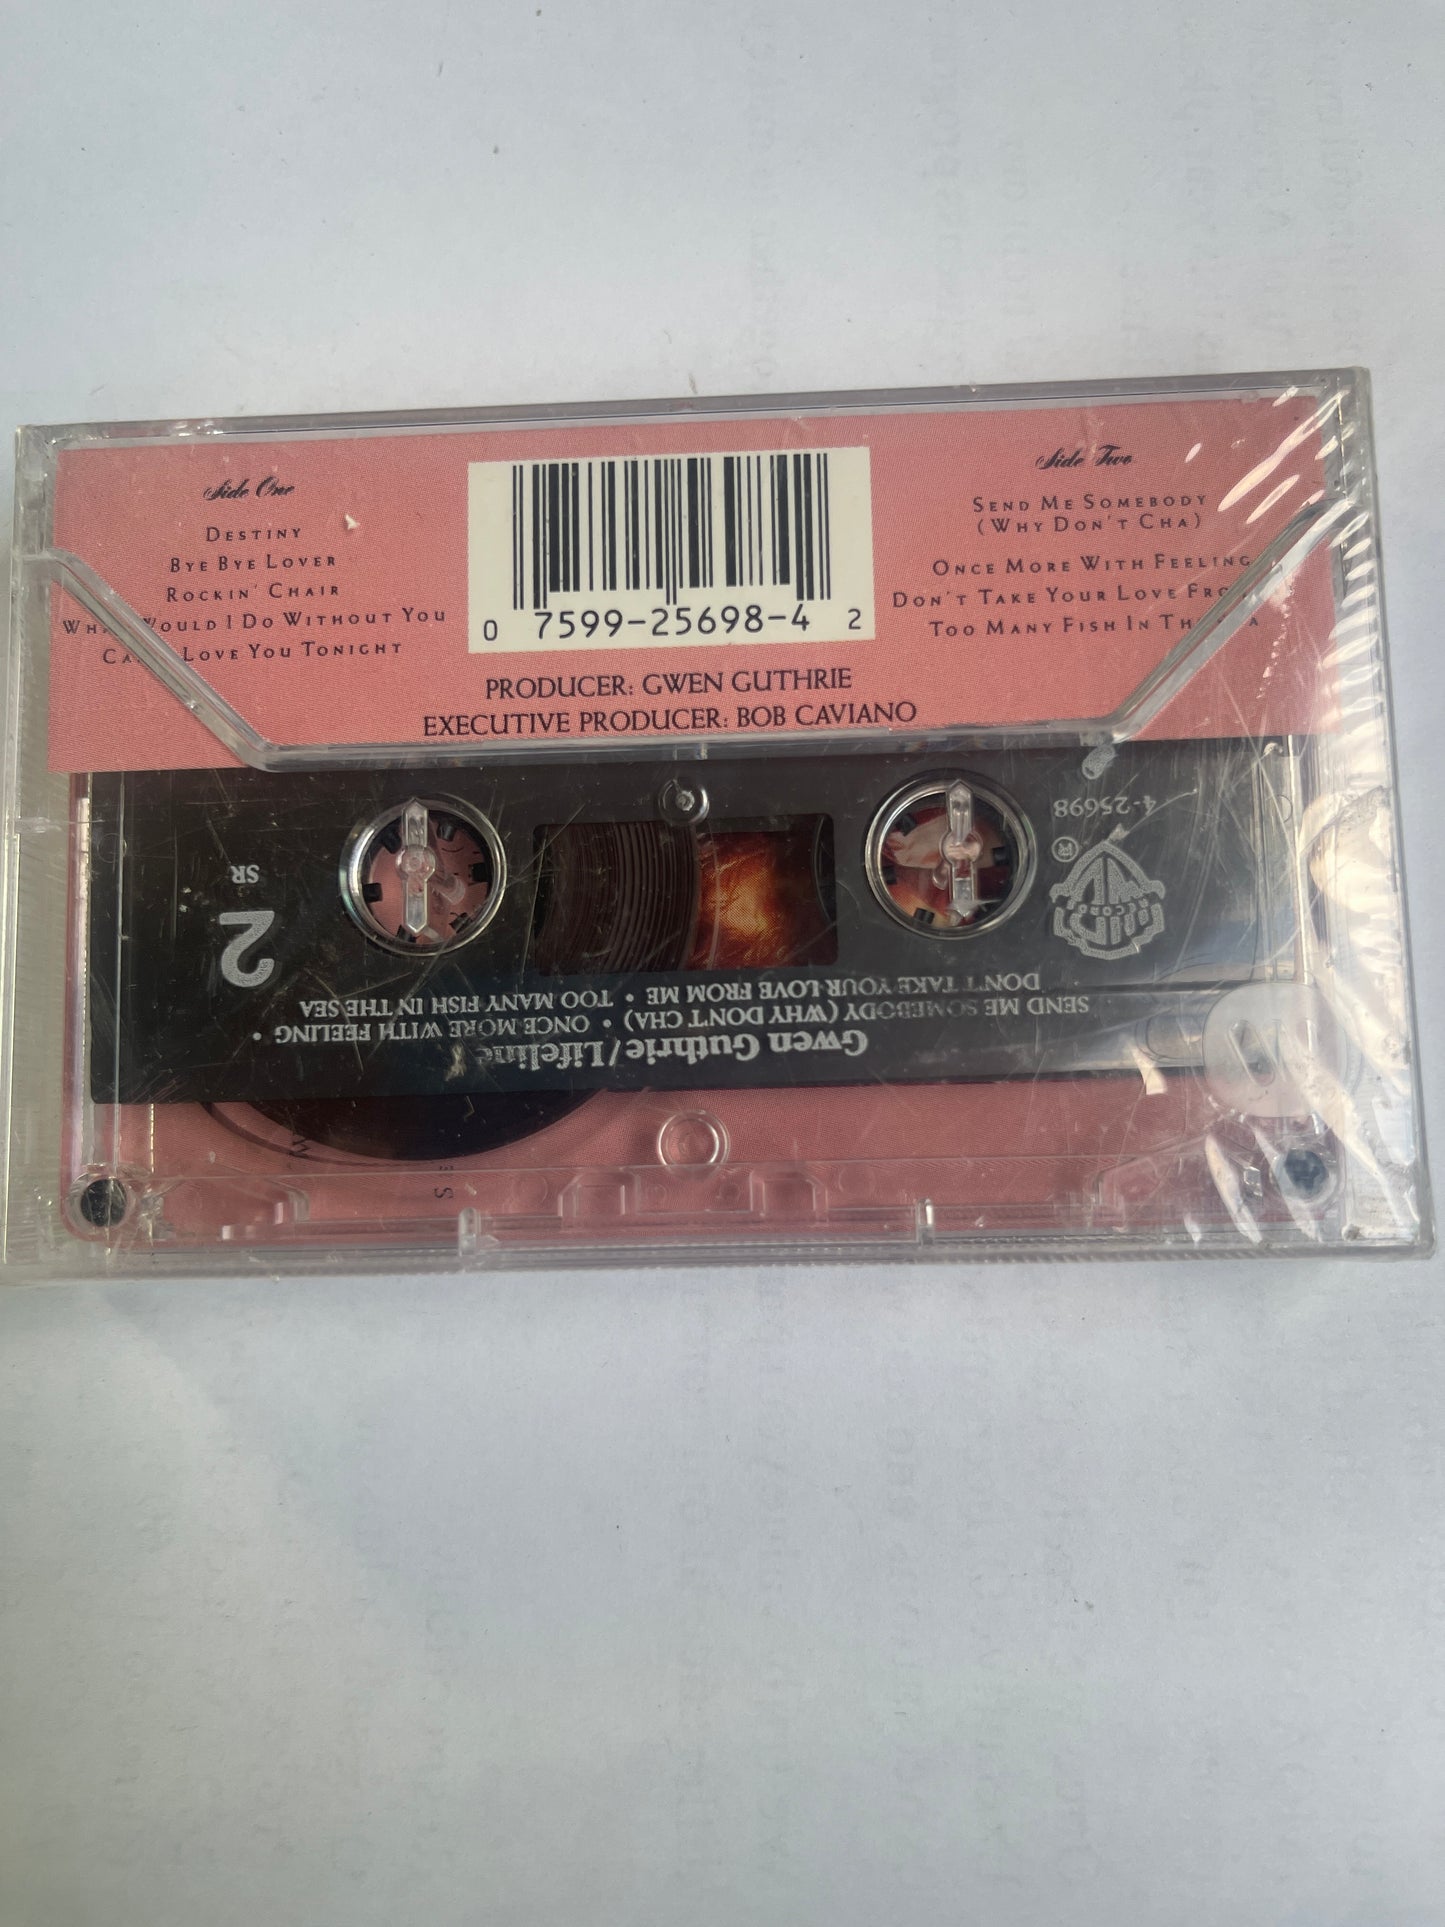 Side One
Destiny
Bye Bye Lover
Rockin' Chair
Would I Do Without You
Love You Tonight
0 7599-25698-4 2
PRODUCER: GWEN GUTHRIE
EXECUTIVE PRODUCER: BOB CAVIANO
Side Two
Send Me Somebody
(Why Don't Cha)
Once More With Feeling
Don't Take Your Love
Too Many Fish In
Gwen Guthrie/Lifeline
SEND ME SOMEBODY (WHY DON'T CHA) • ONCE MORE WITH FEELING •
DON'T TAKE YOUR LOVE FROM ME • TOO MANY FISH IN THE SEA
2
SR
4-25698
RECORDS